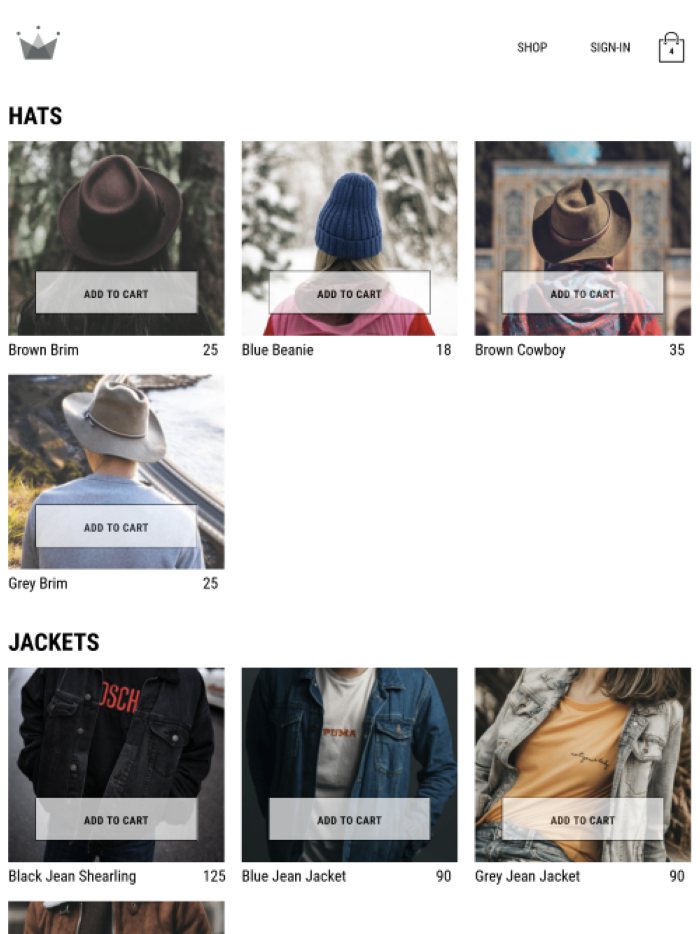 SHOP SIGN-IN 4
HATS
ADD TO CART ADD TO CART ADD TO CART
Brown Brim 25 Blue Beanie 18 Brown Cowboy 35
ADD TO CART
Grey Brim 25
JACKETS
OSCH
PUMA
ADD TO CART ADD TO CART ADD TO CART
Black Jean Shearling 125 Blue Jean Jacket 90 Grey Jean Jacket 90